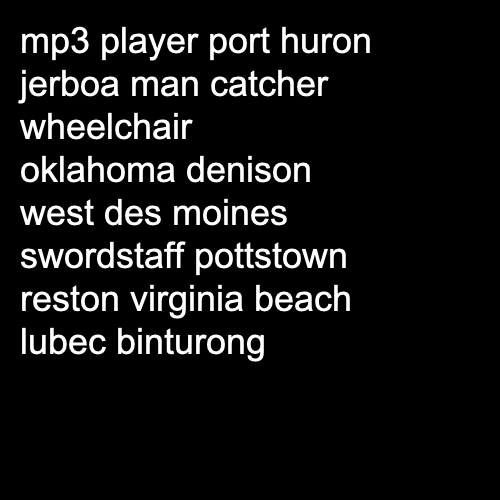 mp3 player port huron
jerboa man catcher
wheelchair
oklahoma denison
west des moines
swordstaff pottstown
reston virginia beach
lubec binturong